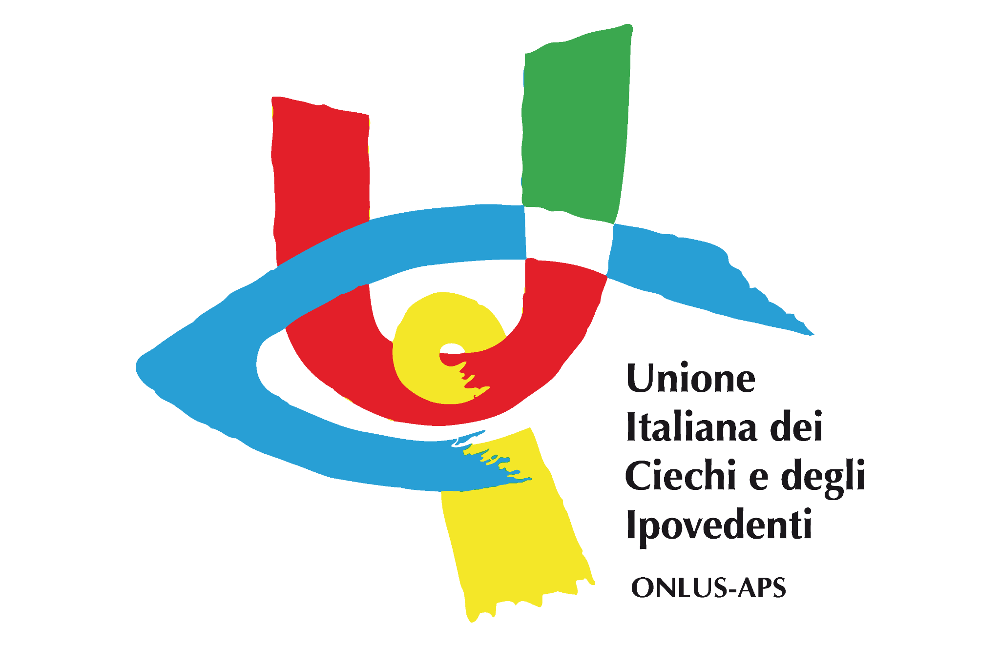 Unione
Italiana dei
Ciechi e degli
Ipovedenti
ONLUS-APS